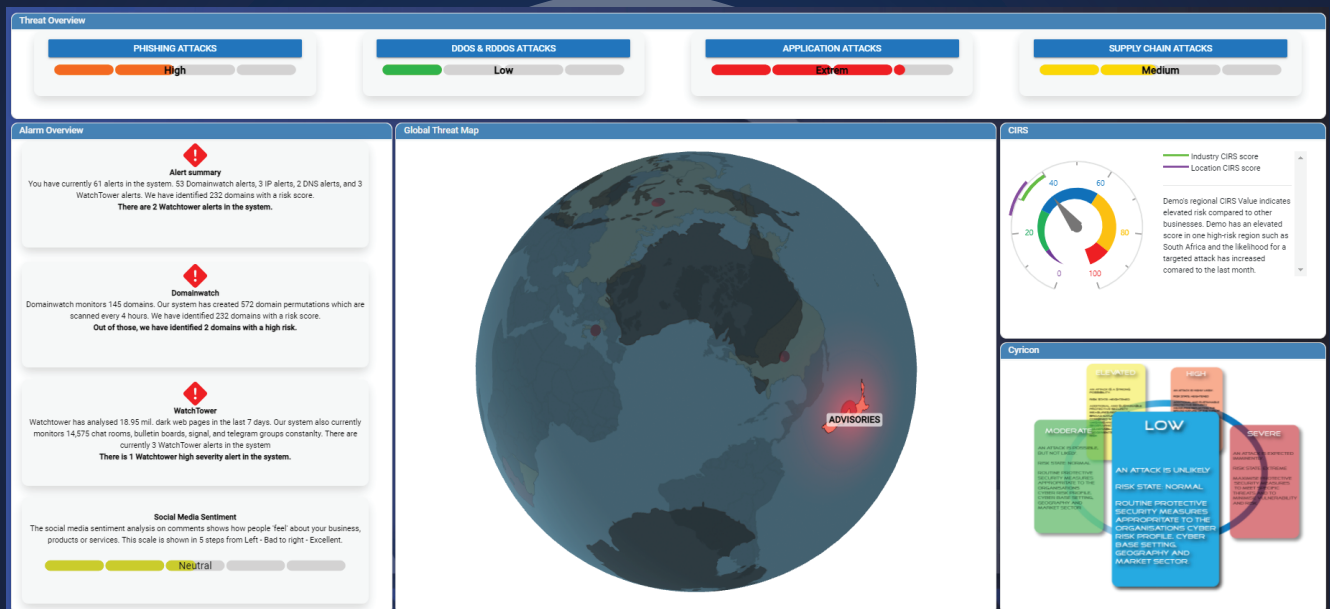 Threat Overview
PHISHING ATTACKS
High
DDOS & RDDOS ATTACKS
Low
APPLICATION ATTACKS
Extrem
SUPPLY CHAIN ATTACKS
Medium
Alarm Overview
Alert summary
You have currently 61 alerts in the system. 53 Domainwatch alerts, 3 IP alerts, 2 DNS alerts, and 3
WatchTower alerts. We have identified 232 domains with a risk score.
There are 2 Watchtower alerts in the system.
Domainwatch
Domainwatch monitors 145 domains. Our system has created 572 domain permutations which are
scanned every 4 hours. We have identified 232 domains with a risk score.
Out of those, we have identified 2 domains with a high risk.
WatchTower
Watchtower has analysed 18.95 mil. dark web pages in the last 7 days. Our system also currently
monitors 14,575 chat rooms, bulletin boards, signal, and telegram groups constantly. There are
currently 3 WatchTower alerts in the system
There is 1 Watchtower high severity alert in the system.
Social Media Sentiment
The social media sentiment analysis on comments shows how people 'feel' about your business,
products or services. This scale is shown in 5 steps from Left - Bad to right - Excellent.
Neutral
Global Threat Map
ADVISORIES
CIRS
0
20
40
60
80
100
Industry CIRS score
Location CIRS score
Demo's regional CIRS Value indicates
elevated risk compared to other
businesses. Demo has an elevated
score in one high-risk region such as
South Africa and the likelihood for a
targeted attack has increased
comared to the last month.
Cyricon
ELEVATED
HIGH
MODERATE
SEVERE
LOW
AN ATTACK IS UNLIKELY
RISK STATE: NORMAL
ROUTINE PROTECTIVE
SECURITY MEASURES
APPROPRITATE TO THE
ORGANISATIONS CYBER
RISK PROFILE. CYBER
BASE SETTING.
GEOGRAPHY AND
MARKET SECTOR.